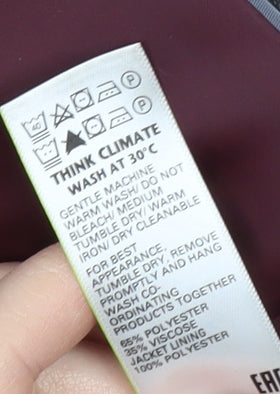 40 P
P
THINK CLIMATE
WASH AT 30°C
GENTLE MACHINE
WARM WASH/ DO NOT
BLEACH/ MEDIUM
TUMBLE DRY/ WARM
IRON/ DRY CLEANABLE
FOR BEST
APPEARANCE,
TUMBLE DRY, REMOVE
PROMPTLY AND HANG
WASH CO-
ORDINATING
PRODUCTS TOGETHER
65% POLYESTER
35% VISCOSE
JACKET LINING
100% POLYESTER